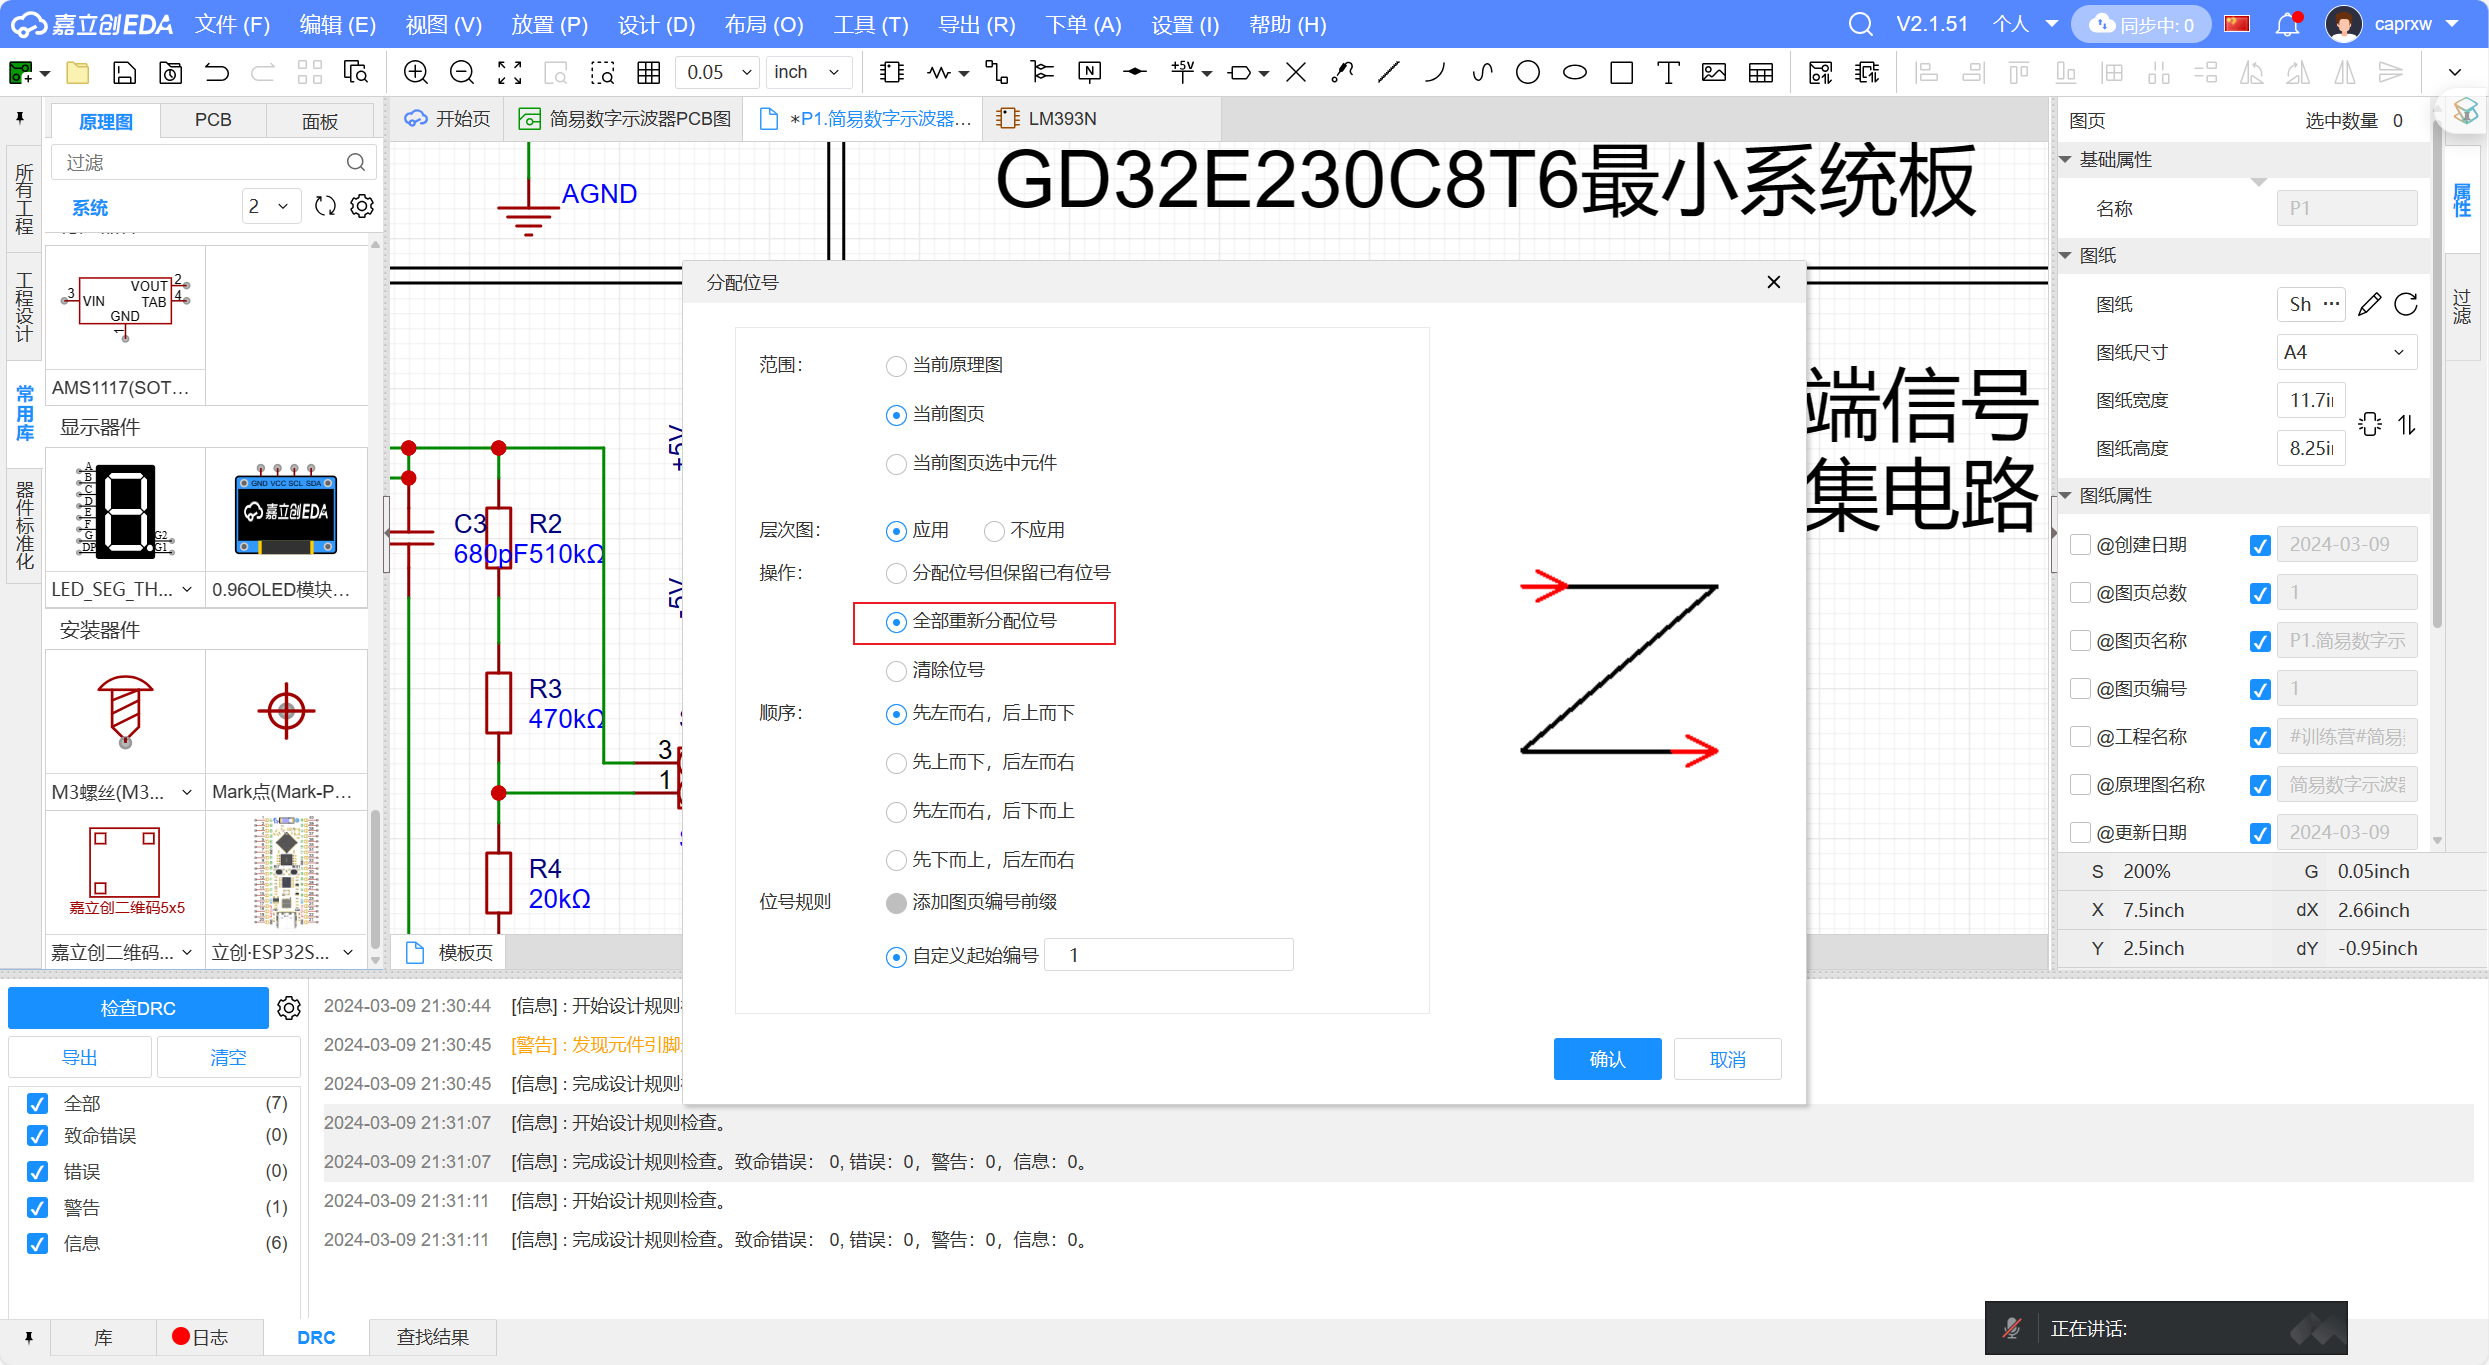 嘉立创EDA 文件 (F) 编辑 (E) 视图 (V) 放置 (P) 设计 (D) 布局 (O) 工具 (T) 导出 (R) 下单 (A) 设置 (I) 帮助 (H) V2.1.51 个人 同步中: 0 caprxw
0.05 inch N +5V
原理图 PCB 面板
开始页 简易数字示波器PCB图 *P1.简易数字示波器... LM393N
过滤
系统 2
所有工程
工程设计
常用库
器件标准化
3 VIN VOUT 2
TAB 4
GND
1
AMS1117(SOT...
显示器件
A
B
C
D
E
F
G
DP
G2
G1
GND VCC SCL SDA
嘉立创EDA
LED_SEG_TH... 0.96OLED模块...
安装器件
M3螺丝(M3... Mark点(Mark-P...
嘉立创二维码5x5
嘉立创二维码... 立创·ESP32S...
AGND
GD32E230C8T6最小系统板
端信号
集电路
+5V
-5V
C3
680pF
R2
510kΩ
R3
470kΩ
3
1
R4
20kΩ
模板页
分配位号
范围：
当前原理图
当前图页
当前图页选中元件
层次图： 应用 不应用
操作： 分配位号但保留已有位号
全部重新分配位号
清除位号
顺序： 先左而右，后上而下
先上而下，后左而右
先左而右，后下而上
先下而上，后左而右
位号规则 添加图页编号前缀
自定义起始编号 1
确认 取消
图页 选中数量 0
基础属性
名称 P1
图纸
图纸 Sh ...
图纸尺寸 A4
图纸宽度 11.7i
图纸高度 8.25i
图纸属性
@创建日期 2024-03-09
@图页总数 1
@图页名称 P1.简易数字示
@图页编号 1
@工程名称 #训练营#简易
@原理图名称 简易数字示波
@更新日期 2024-03-09
S 200% G 0.05inch
X 7.5inch dX 2.66inch
Y 2.5inch dY -0.95inch
属性
过滤
检查DRC
导出 清空
全部 (7)
致命错误 (0)
错误 (0)
警告 (1)
信息 (6)
2024-03-09 21:30:44 [信息] : 开始设计规则
2024-03-09 21:30:45 [警告] : 发现元件引脚
2024-03-09 21:30:45 [信息] : 完成设计规则
2024-03-09 21:31:07 [信息] : 开始设计规则检查。
2024-03-09 21:31:07 [信息] : 完成设计规则检查。致命错误： 0, 错误：0，警告：0，信息：0。
2024-03-09 21:31:11 [信息] : 开始设计规则检查。
2024-03-09 21:31:11 [信息] : 完成设计规则检查。致命错误： 0, 错误：0，警告：0，信息：0。
库 日志 DRC 查找结果
正在讲话: